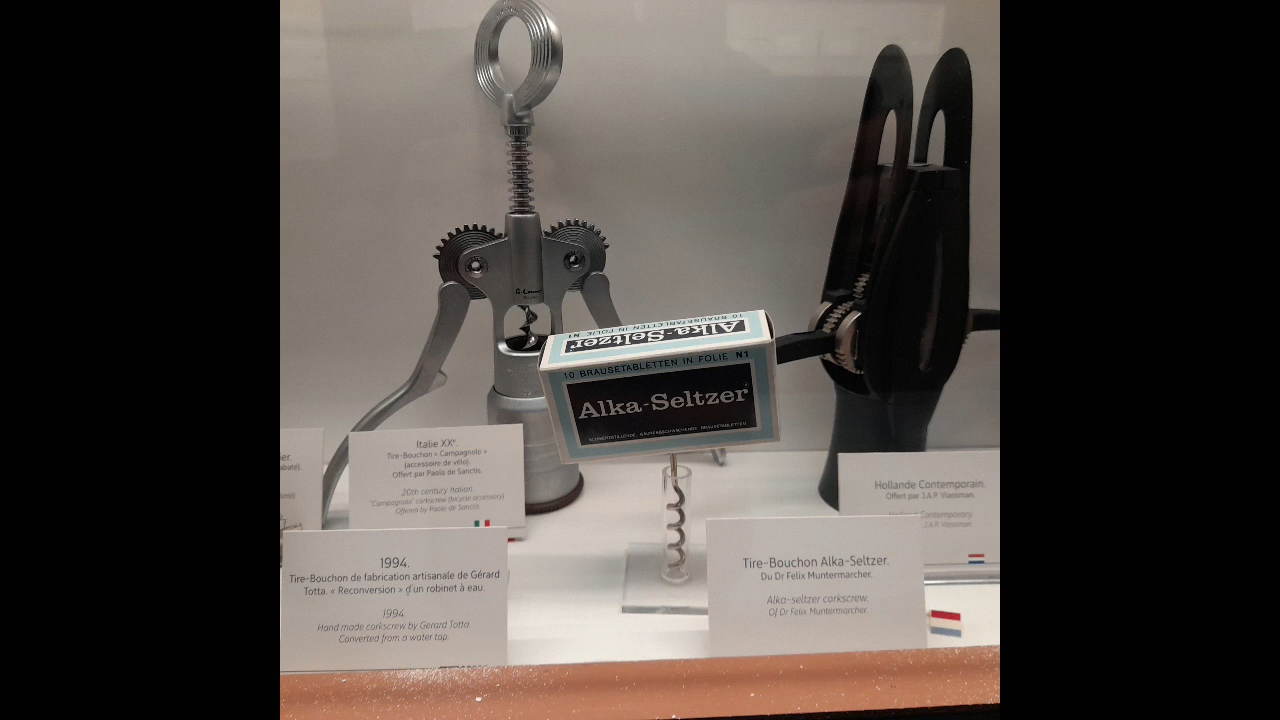 Alka-Seltzer
10 BRAUSETABLETTEN IN FOLIE N1
10 BRAUSETABLETTEN IN FOLIE N1
Alka-Seltzer
Italie XXe.
Tire-Bouchon « Campagnolo »
(accessoire de vélo).
Offert par Paolo de Sanctis.
20th century Italian.
"Campagnolo" corkscrew (bicycle accessory)
Offered by Paolo de Sanctis.
Hollande Contemporain.
Offert par J.A.P. Vlassman.
Contemporary
J.A.P. Vlassman.
1994.
Tire-Bouchon de fabrication artisanale de Gérard
Totta. « Reconversion » d'un robinet à eau.
1994.
Hand made corkscrew by Gerard Totta.
Converted from a water tap.
Tire-Bouchon Alka-Seltzer.
Du Dr Felix Muntermarcher.
Alka-seltzer corkscrew.
Of Dr Felix Muntermarcher.